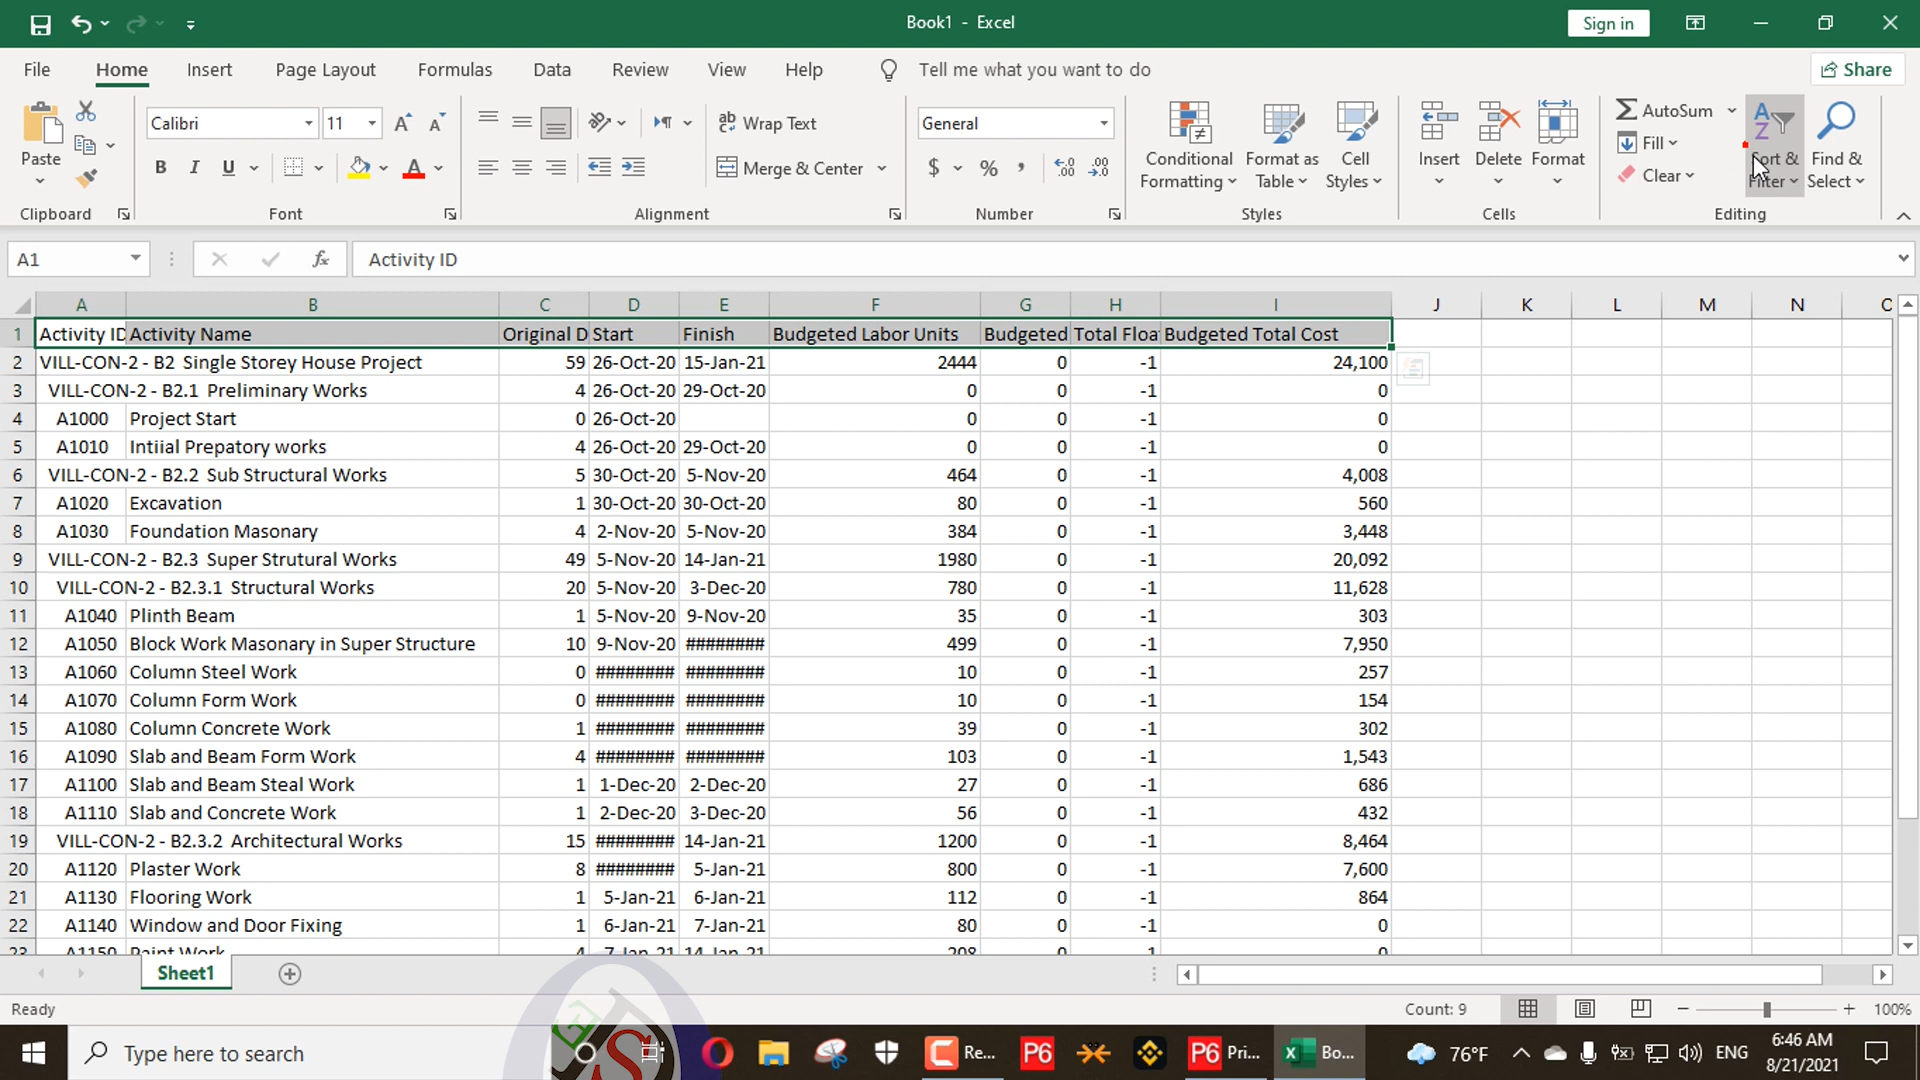 Book1 - Excel
Sign in
File Home Insert Page Layout Formulas Data Review View Help Tell me what you want to do Share
Paste
Clipboard
Calibri 11
B I U
Font
Wrap Text
Merge & Center
Alignment
General
$ % ,
Number
Conditional Formatting
Format as Table
Cell Styles
Styles
Insert Delete Format
Cells
AutoSum
Fill
Clear
Sort & Filter
Find & Select
Editing
A1 fx Activity ID
A B C D E F G H I J K L M N O
1 Activity ID Activity Name Original D Start Finish Budgeted Labor Units Budgeted Total Floa Budgeted Total Cost
2 VILL-CON-2 - B2 Single Storey House Project 59 26-Oct-20 15-Jan-21 2444 0 -1 24,100
3 VILL-CON-2 - B2.1 Preliminary Works 4 26-Oct-20 29-Oct-20 0 0 -1 0
4 A1000 Project Start 0 26-Oct-20 0 0 -1 0
5 A1010 Intiial Prepatory works 4 26-Oct-20 29-Oct-20 0 0 -1 0
6 VILL-CON-2 - B2.2 Sub Structural Works 5 30-Oct-20 5-Nov-20 464 0 -1 4,008
7 A1020 Excavation 1 30-Oct-20 30-Oct-20 80 0 -1 560
8 A1030 Foundation Masonary 4 2-Nov-20 5-Nov-20 384 0 -1 3,448
9 VILL-CON-2 - B2.3 Super Strutural Works 49 5-Nov-20 14-Jan-21 1980 0 -1 20,092
10 VILL-CON-2 - B2.3.1 Structural Works 20 5-Nov-20 3-Dec-20 780 0 -1 11,628
11 A1040 Plinth Beam 1 5-Nov-20 9-Nov-20 35 0 -1 303
12 A1050 Block Work Masonary in Super Structure 10 9-Nov-20 ######## 499 0 -1 7,950
13 A1060 Column Steel Work 0 ######## ######## 10 0 -1 257
14 A1070 Column Form Work 0 ######## ######## 10 0 -1 154
15 A1080 Column Concrete Work 1 ######## ######## 39 0 -1 302
16 A1090 Slab and Beam Form Work 4 ######## ######## 103 0 -1 1,543
17 A1100 Slab and Beam Steal Work 1 1-Dec-20 2-Dec-20 27 0 -1 686
18 A1110 Slab and Concrete Work 1 2-Dec-20 3-Dec-20 56 0 -1 432
19 VILL-CON-2 - B2.3.2 Architectural Works 15 ######## 14-Jan-21 1200 0 -1 8,464
20 A1120 Plaster Work 8 ######## 5-Jan-21 800 0 -1 7,600
21 A1130 Flooring Work 1 5-Jan-21 6-Jan-21 112 0 -1 864
22 A1140 Window and Door Fixing 1 6-Jan-21 7-Jan-21 80 0 -1 0
23 A1150 Paint Work 4 7-Jan-21 14-Jan-21 208 0 -1 0
Sheet1
Ready Count: 9 100%
Type here to search
Re... P6 P6 Pri... Bo... 76°F ENG
6:46 AM
8/21/2021